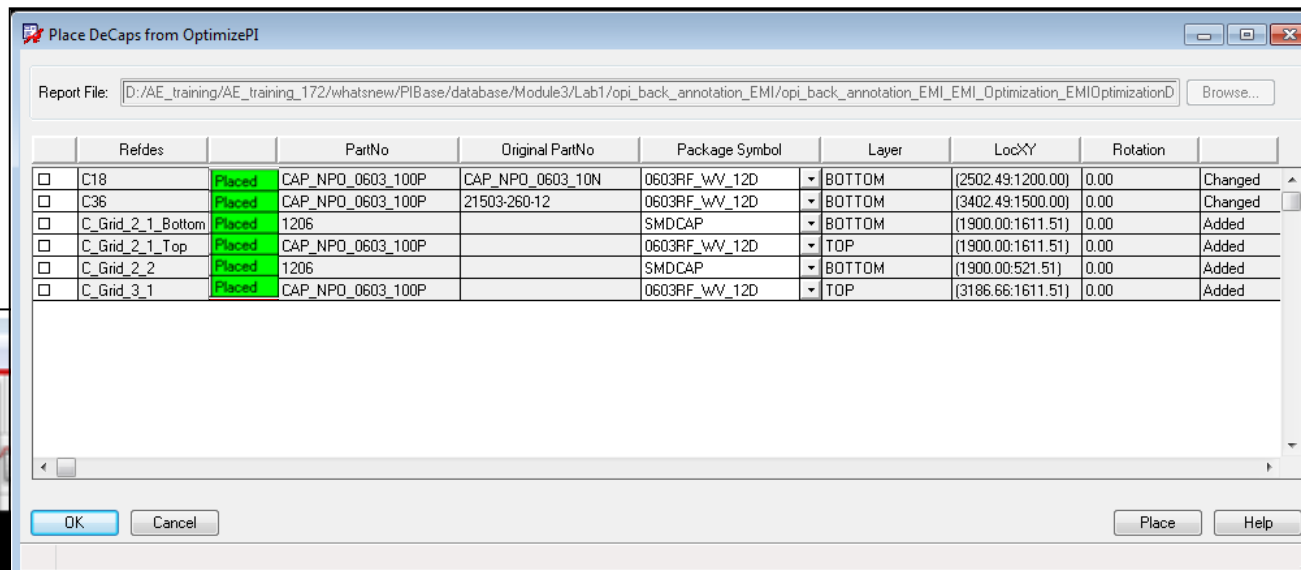 Place DeCaps from OptimizePI
Report File: D:/AE_training/AE_training_172/whatsnew/PIBase/database/Module3/Lab1/opi_back_annotation_EMI/opi_back_annotation_EMI_EMI_Optimization_EMIOptimizationD Browse...
Refdes PartNo Original PartNo Package Symbol Layer LocXY Rotation
C18 Placed CAP_NPO_0603_100P CAP_NPO_0603_10N 0603RF_WV_12D BOTTOM (2502.49:1200.00) 0.00 Changed
C36 Placed CAP_NPO_0603_100P 21503-260-12 0603RF_WV_12D BOTTOM (3402.49:1500.00) 0.00 Changed
C_Grid_2_1_Bottom Placed 1206 SMDCAP BOTTOM (1900.00:1611.51) 0.00 Added
C_Grid_2_1_Top Placed CAP_NPO_0603_100P 0603RF_WV_12D TOP (1900.00:1611.51) 0.00 Added
C_Grid_2_2 Placed 1206 SMDCAP BOTTOM (1900.00:521.51) 0.00 Added
C_Grid_3_1 Placed CAP_NPO_0603_100P 0603RF_WV_12D TOP (3186.66:1611.51) 0.00 Added
OK Cancel Place Help